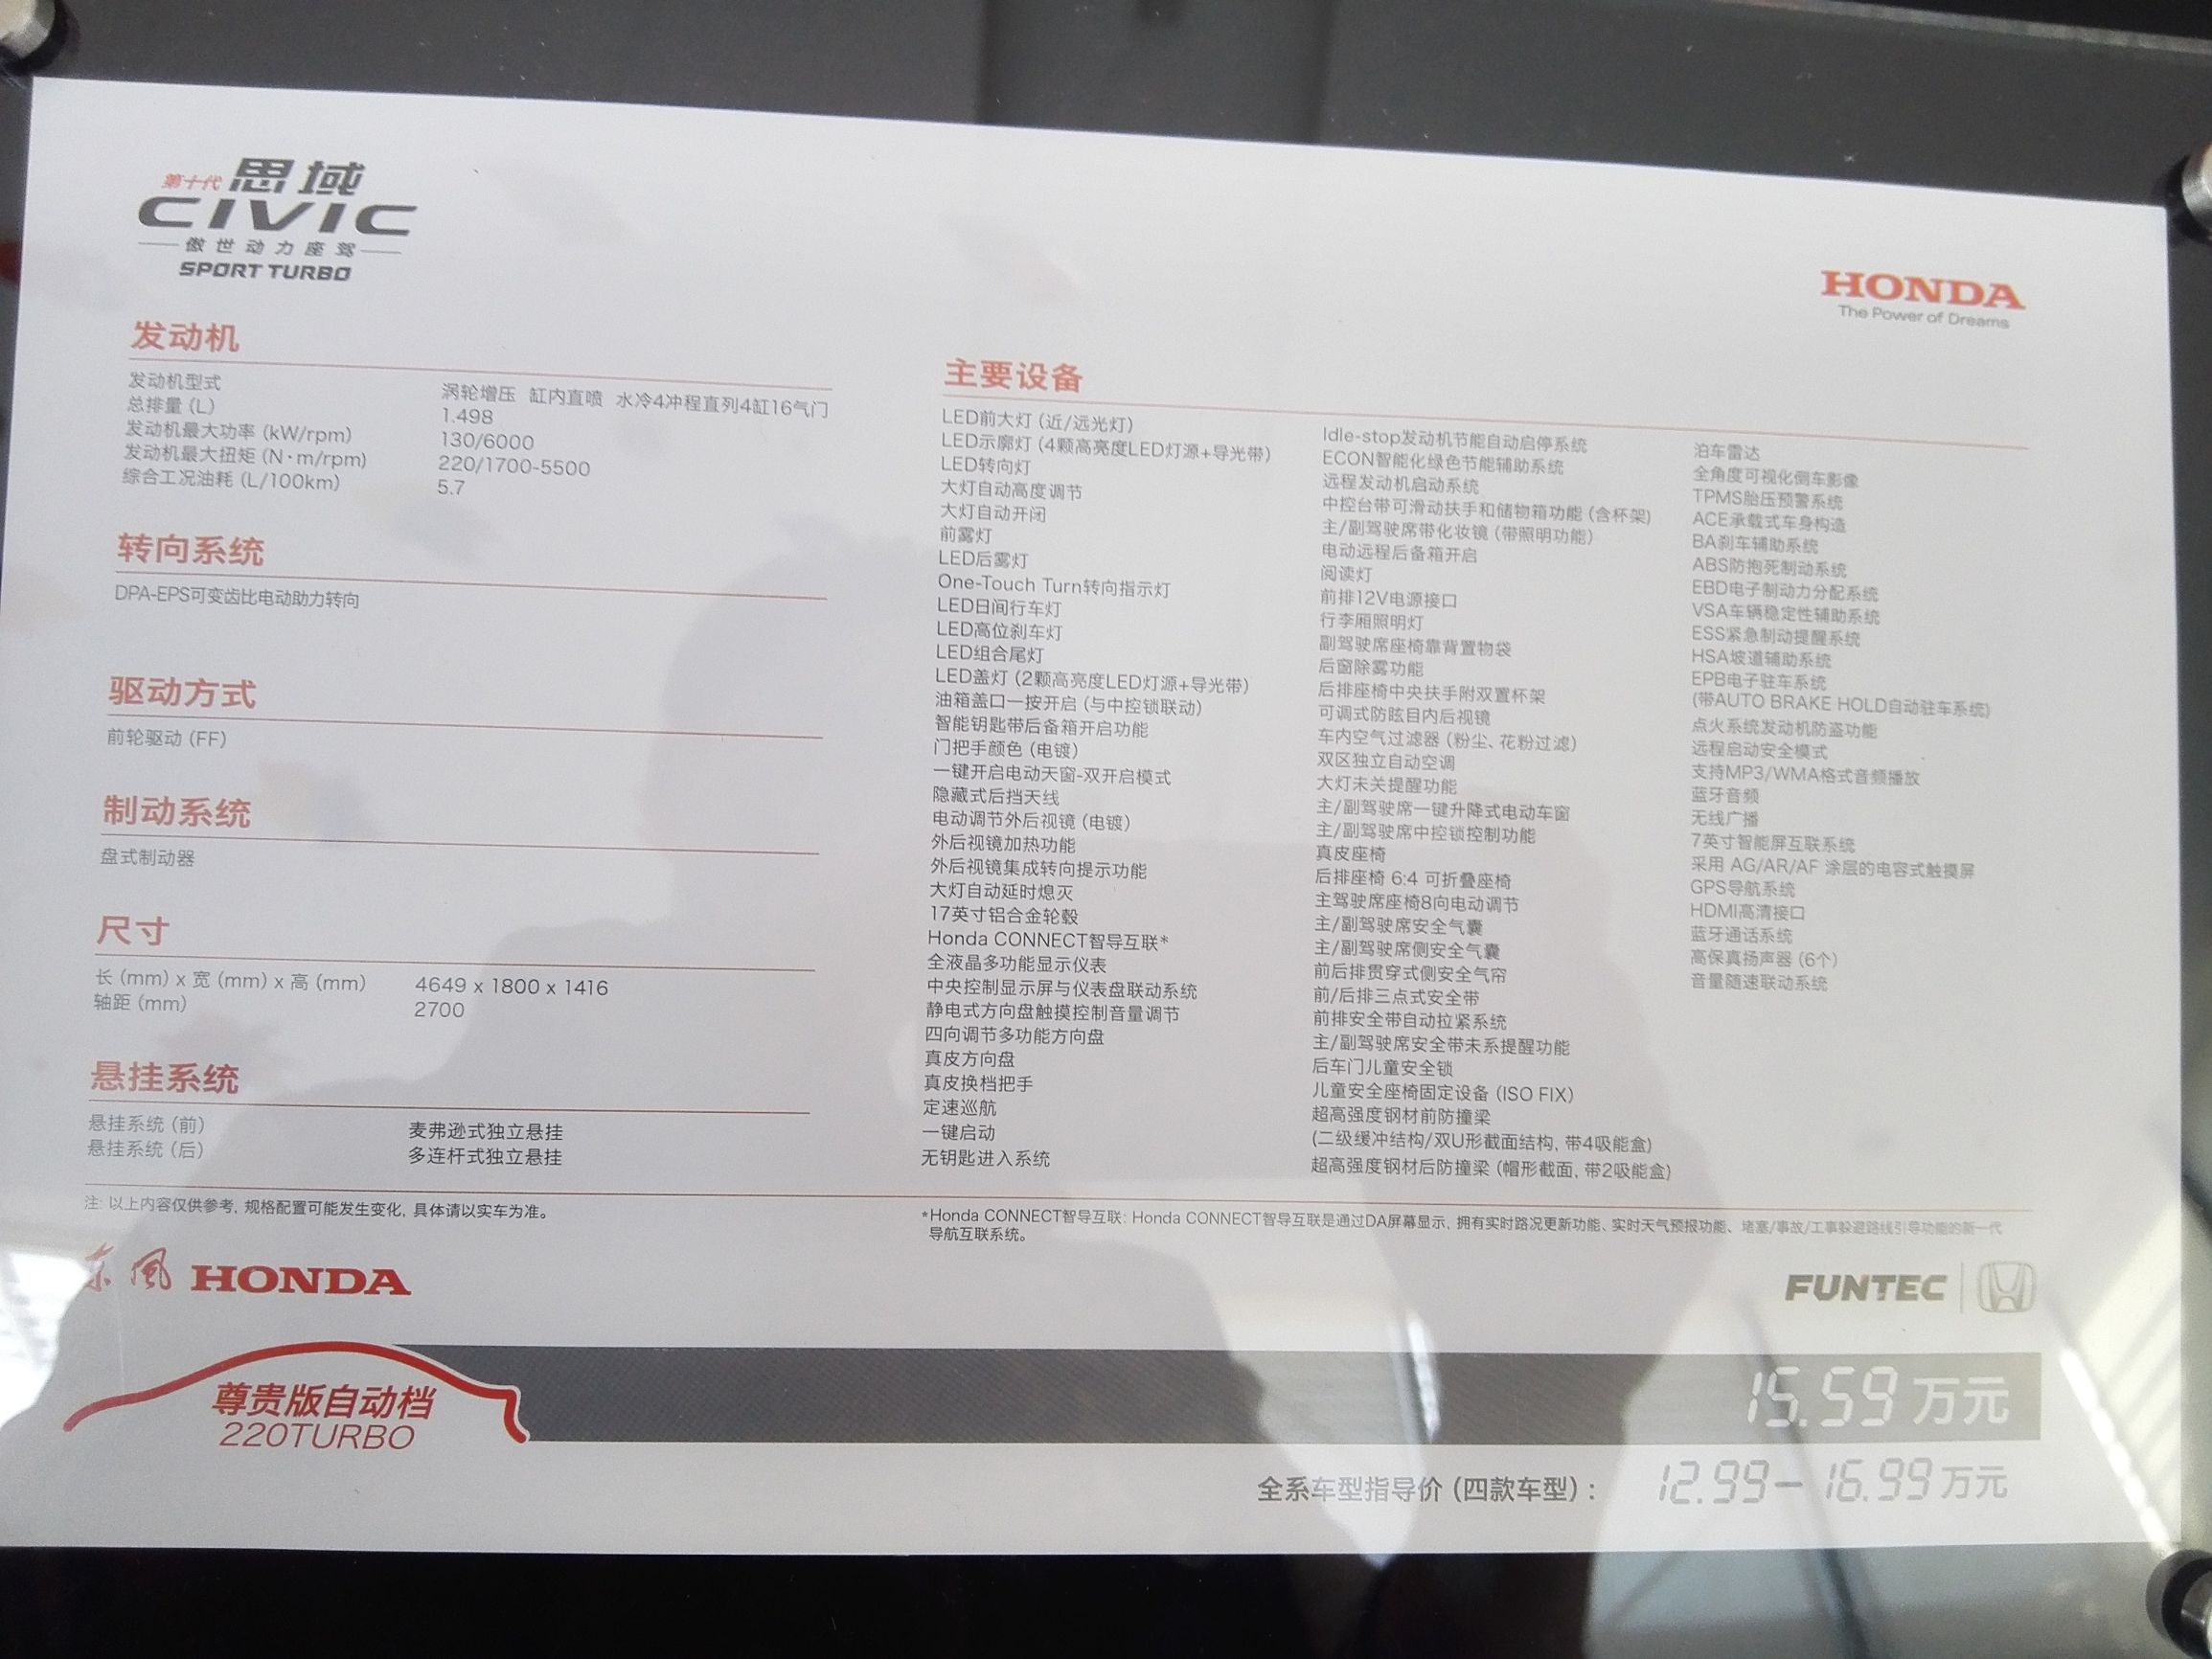 第十代 思域
CIVIC
傲世动力座驾
SPORT TURBO
HONDA
The Power of Dreams
发动机
发动机型式 涡轮增压 缸内直喷 水冷4冲程直列4缸16气门
总排量 (L) 1.498
发动机最大功率 (kW/rpm) 130/6000
发动机最大扭矩 (N·m/rpm) 220/1700-5500
综合工况油耗 (L/100km) 5.7
转向系统
DPA-EPS可变齿比电动助力转向
驱动方式
前轮驱动 (FF)
制动系统
盘式制动器
尺寸
长 (mm) x 宽 (mm) x 高 (mm) 4649 x 1800 x 1416
轴距 (mm) 2700
悬挂系统
悬挂系统 (前) 麦弗逊式独立悬挂
悬挂系统 (后) 多连杆式独立悬挂
注: 以上内容仅供参考, 规格配置可能发生变化, 具体请以实车为准。
主要设备
LED前大灯 (近/远光灯)
LED示廓灯 (4颗高亮度LED灯源+导光带)
LED转向灯
大灯自动高度调节
大灯自动开闭
前雾灯
LED后雾灯
One-Touch Turn转向指示灯
LED日间行车灯
LED高位刹车灯
LED组合尾灯
LED盖灯 (2颗高亮度LED灯源+导光带)
油箱盖口一按开启 (与中控锁联动)
智能钥匙带后备箱开启功能
门把手颜色 (电镀)
一键开启电动天窗-双开启模式
隐藏式后挡天线
电动调节外后视镜 (电镀)
外后视镜加热功能
外后视镜集成转向提示功能
大灯自动延时熄灭
17英寸铝合金轮毂
Honda CONNECT智导互联*
全液晶多功能显示仪表
中央控制显示屏与仪表盘联动系统
静电式方向盘触摸控制音量调节
四向调节多功能方向盘
真皮方向盘
真皮换档把手
定速巡航
一键启动
无钥匙进入系统
Idle-stop发动机节能自动启停系统
ECON智能化绿色节能辅助系统
远程发动机启动系统
中控台带可滑动扶手和储物箱功能 (含杯架)
主/副驾驶席带化妆镜 (带照明功能)
电动远程后备箱开启
阅读灯
前排12V电源接口
行李厢照明灯
副驾驶席座椅靠背置物袋
后窗除雾功能
后排座椅中央扶手附双置杯架
可调式防眩目内后视镜
车内空气过滤器 (粉尘、花粉过滤)
双区独立自动空调
大灯未关提醒功能
主/副驾驶席一键升降式电动车窗
主/副驾驶席中控锁控制功能
真皮座椅
后排座椅 6:4 可折叠座椅
主驾驶席座椅8向电动调节
主/副驾驶席安全气囊
主/副驾驶席侧安全气囊
前后排贯穿式侧安全气帘
前/后排三点式安全带
前排安全带自动拉紧系统
主/副驾驶席安全带未系提醒功能
后车门儿童安全锁
儿童安全座椅固定设备 (ISO FIX)
超高强度钢材前防撞梁
(二级缓冲结构/双U形截面结构, 带4吸能盒)
超高强度钢材后防撞梁 (帽形截面, 带2吸能盒)
泊车雷达
全角度可视化倒车影像
TPMS胎压预警系统
ACE承载式车身构造
BA刹车辅助系统
ABS防抱死制动系统
EBD电子制动力分配系统
VSA车辆稳定性辅助系统
ESS紧急制动提醒系统
HSA坡道辅助系统
EPB电子驻车系统
(带AUTO BRAKE HOLD自动驻车系统)
点火系统发动机防盗功能
远程启动安全模式
支持MP3/WMA格式音频播放
蓝牙音频
无线广播
7英寸智能屏互联系统
采用 AG/AR/AF 涂层的电容式触摸屏
GPS导航系统
HDMI高清接口
蓝牙通话系统
高保真扬声器 (6个)
音量随速联动系统
*Honda CONNECT智导互联: Honda CONNECT智导互联是通过DA屏幕显示, 拥有实时路况更新功能、实时天气预报功能、堵塞/事故/工事躲避路线引导功能的新一代
导航互联系统。
东风 HONDA
FUNTEC
尊贵版自动档
220TURBO
15.59 万元
全系车型指导价 (四款车型) : 12.99-16.99 万元